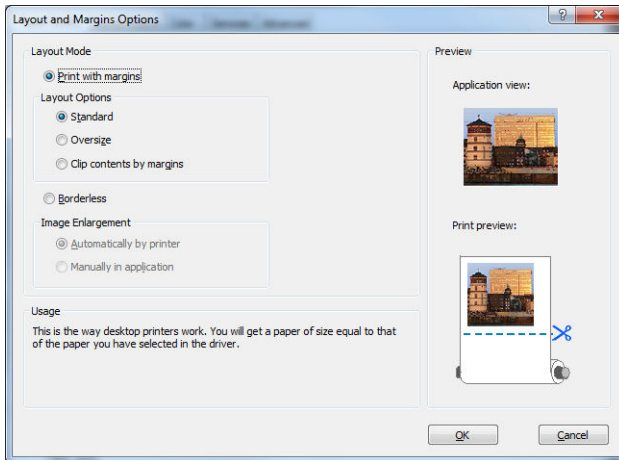 Layout and Margins Options
Layout Mode
Print with margins
Layout Options
Standard
Oversize
Clip contents by margins
Borderless
Image Enlargement
Automatically by printer
Manually in application
Usage
This is the way desktop printers work. You will get a paper of size equal to that
of the paper you have selected in the driver.
Preview
Application view:
Print preview:
OK
Cancel